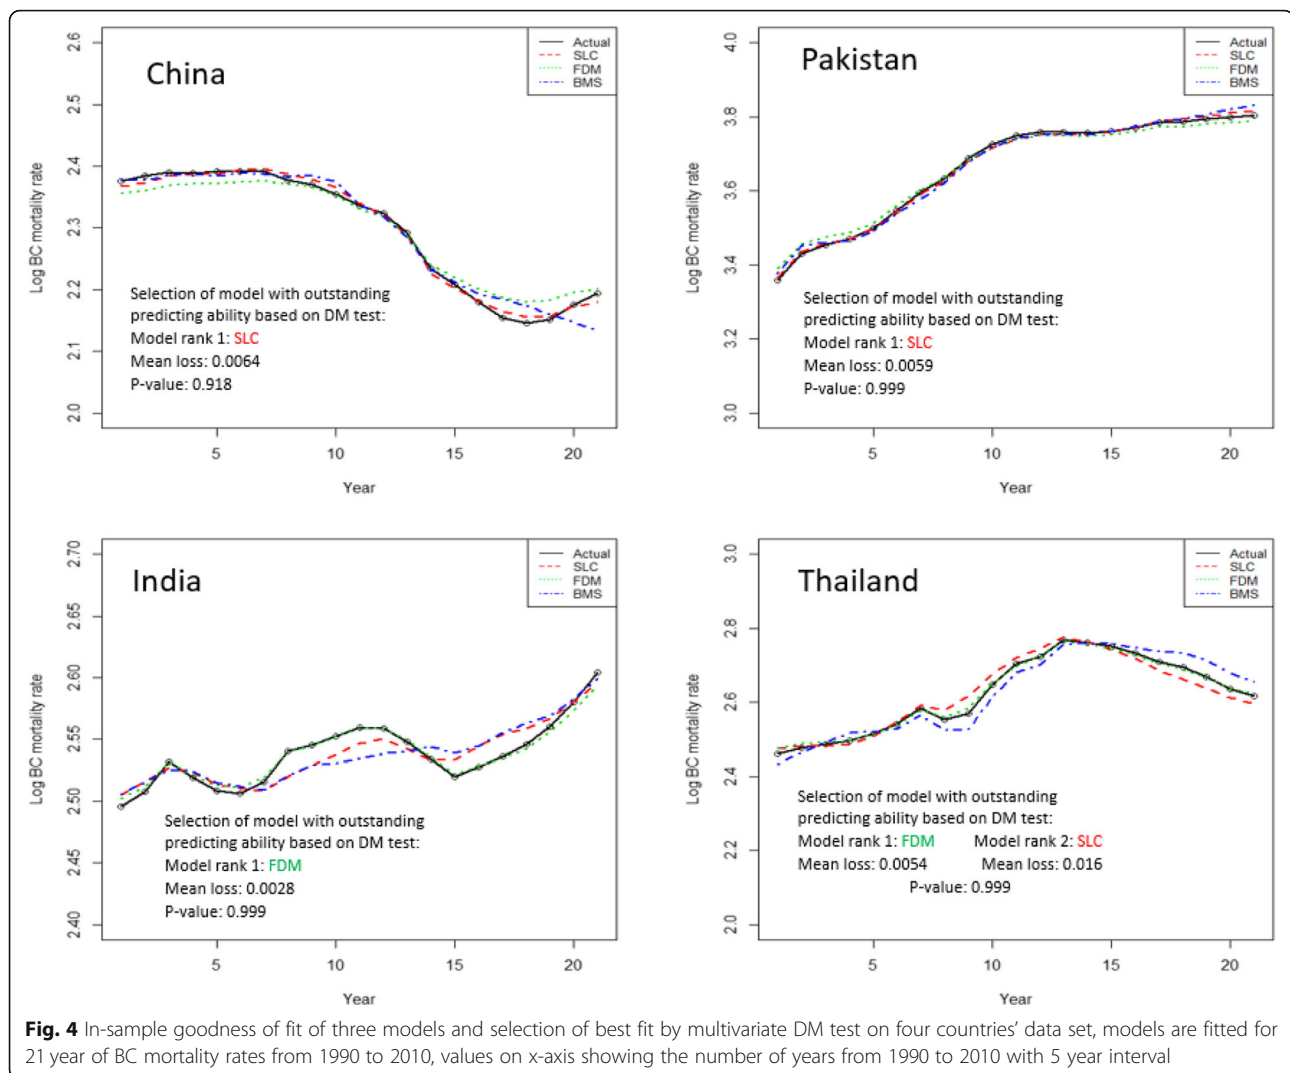 China
2.6
2.5
2.4
2.3
2.2
2.1
2.0
Log BC mortality rate
Actual
SLC
FDM
BMS
Selection of model with outstanding
predicting ability based on DM test:
Model rank 1: SLC
Mean loss: 0.0064
P-value: 0.918
5 10 15 20
Year
Pakistan
4.0
3.8
3.6
3.4
3.2
3.0
Log BC mortality rate
Actual
SLC
FDM
BMS
Selection of model with outstanding
predicting ability based on DM test:
Model rank 1: SLC
Mean loss: 0.0059
P-value: 0.999
5 10 15 20
Year
India
2.70
2.65
2.60
2.55
2.50
2.45
2.40
Log BC mortality rate
Actual
SLC
FDM
BMS
Selection of model with outstanding
predicting ability based on DM test:
Model rank 1: FDM
Mean loss: 0.0028
P-value: 0.999
5 10 15 20
Year
Thailand
3.0
2.8
2.6
2.4
2.2
2.0
Log BC mortality rate
Actual
SLC
FDM
BMS
Selection of model with outstanding
predicting ability based on DM test:
Model rank 1: FDM Model rank 2: SLC
Mean loss: 0.0054 Mean loss: 0.016
P-value: 0.999
5 10 15 20
Year
Fig. 4 In-sample goodness of fit of three models and selection of best fit by multivariate DM test on four countries' data set, models are fitted for
21 year of BC mortality rates from 1990 to 2010, values on x-axis showing the number of years from 1990 to 2010 with 5 year interval